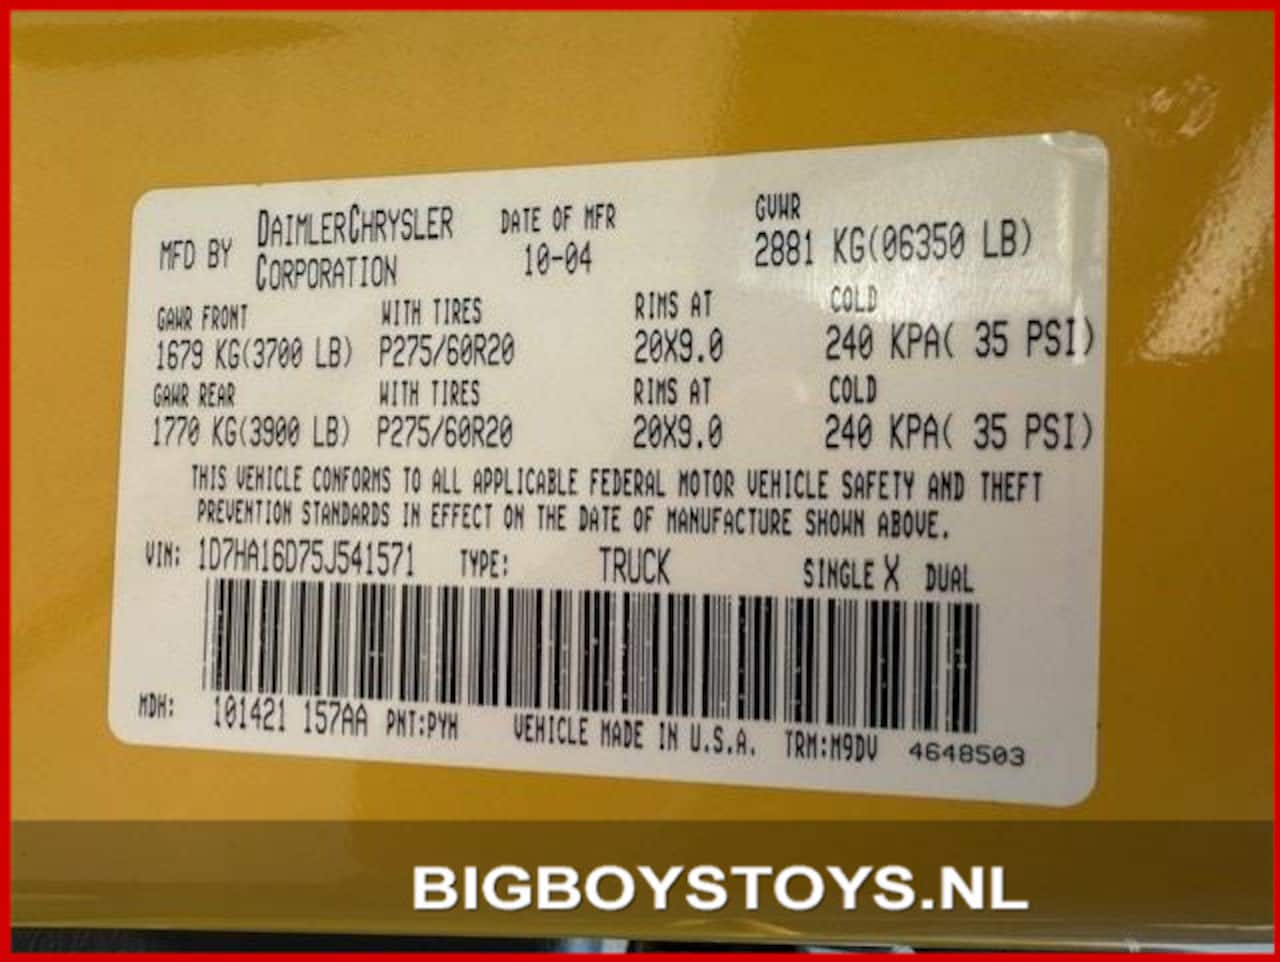 MFD BY DAIMLERCHRYSLER CORPORATION DATE OF MFR 10-04 GVWR 2881 KG(06350 LB)
GAWR FRONT WITH TIRES RIMS AT COLD
1679 KG(3700 LB) P275/60R20 20X9.0 240 KPA( 35 PSI)
GAWR REAR WITH TIRES RIMS AT COLD
1770 KG(3900 LB) P275/60R20 20X9.0 240 KPA( 35 PSI)
THIS VEHICLE CONFORMS TO ALL APPLICABLE FEDERAL MOTOR VEHICLE SAFETY AND THEFT
PREVENTION STANDARDS IN EFFECT ON THE DATE OF MANUFACTURE SHOWN ABOVE.
VIN: 1D7HA16D75J541571 TYPE: TRUCK SINGLE X DUAL
MDH: 101421 157AA PNT:PYH VEHICLE MADE IN U.S.A. TRM:M9DV 4648503
BIGBOYSTOYS.NL